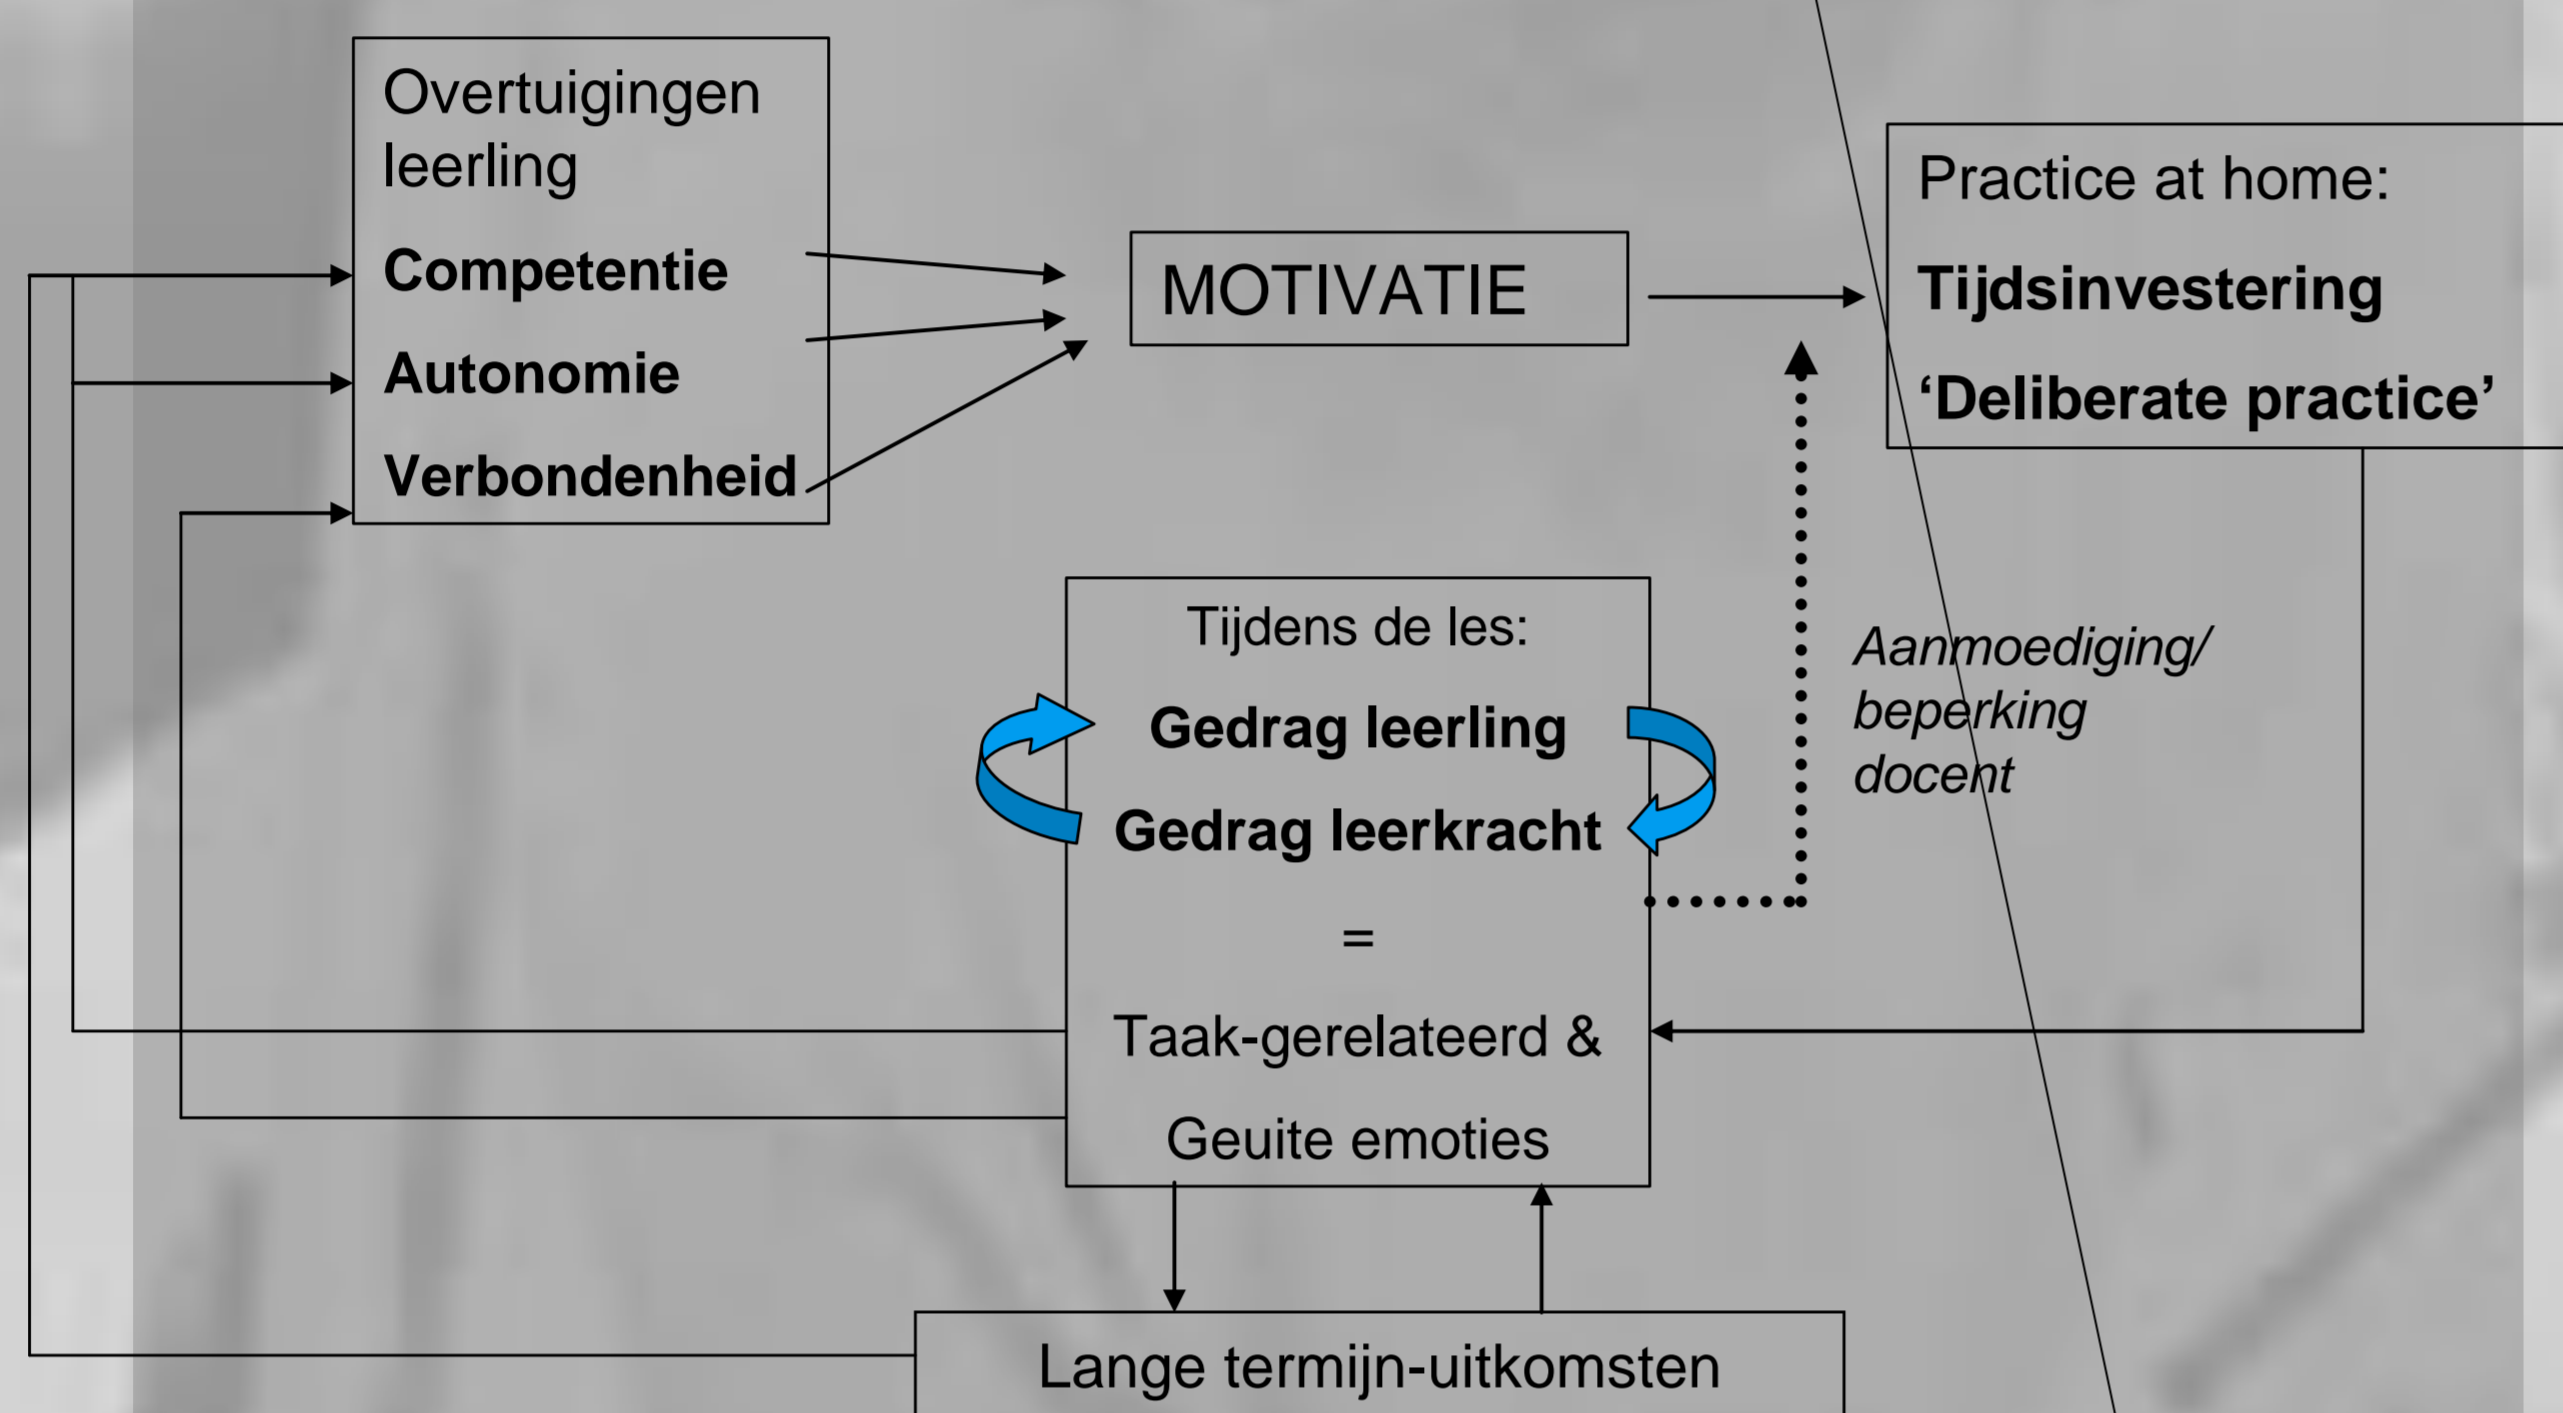 Overtuigingen
leerling
Competentie
Autonomie
Verbondenheid
MOTIVATIE
Practice at home:
Tijdsinvestering
‘Deliberate practice’
Tijdens de les:
Gedrag leerling
Gedrag leerkracht
=
Taak-gerelateerd &
Geuite emoties
Aanmoediging/
beperking
docent
Lange termijn-uitkomsten